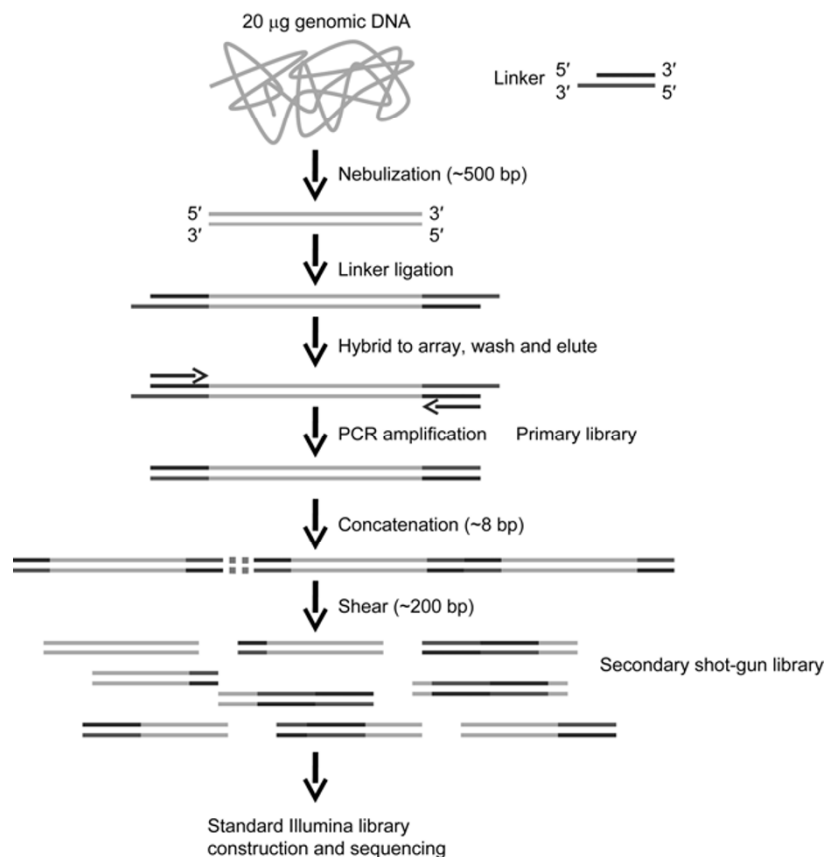 20 μg genomic DNA
Linker
5′ 3′
3′ 5′
Nebulization (~500 bp)
5′ 3′
3′ 5′
Linker ligation
Hybrid to array, wash and elute
PCR amplification Primary library
Concatenation (~8 bp)
Shear (~200 bp)
Secondary shot-gun library
Standard Illumina library
construction and sequencing